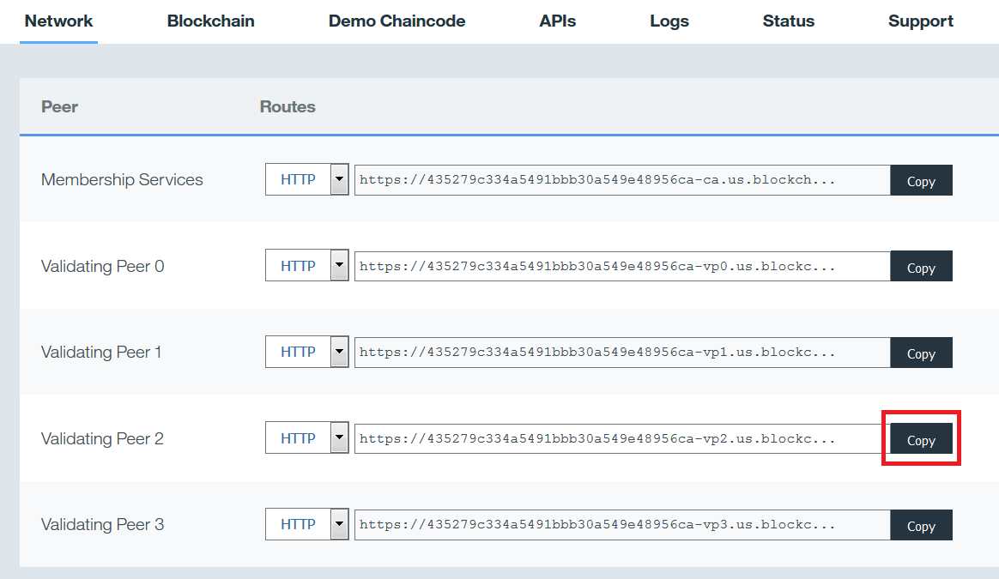 Network Blockchain Demo Chaincode APIs Logs Status Support
Peer Routes
Membership Services HTTP https://435279c334a5491bbb30a549e48956ca-ca.us.blockch... Copy
Validating Peer 0 HTTP https://435279c334a5491bbb30a549e48956ca-vp0.us.blockc... Copy
Validating Peer 1 HTTP https://435279c334a5491bbb30a549e48956ca-vp1.us.blockc... Copy
Validating Peer 2 HTTP https://435279c334a5491bbb30a549e48956ca-vp2.us.blockc... Copy
Validating Peer 3 HTTP https://435279c334a5491bbb30a549e48956ca-vp3.us.blockc... Copy